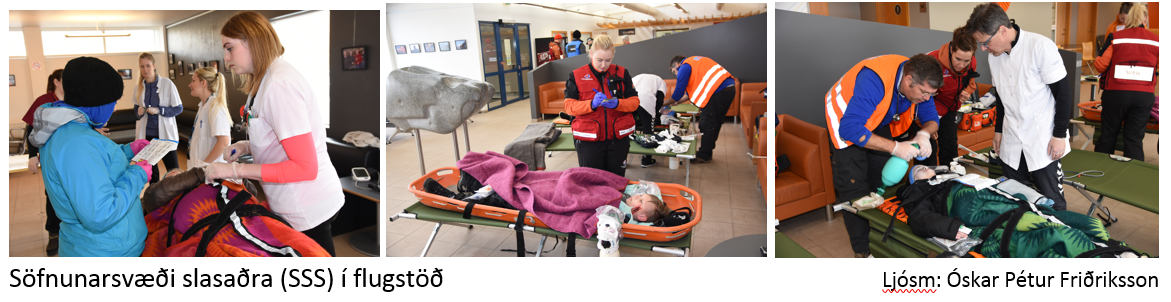 Söfnunarsvæði slasaðra (SSS) í flugstöð
Ljósm: Óskar Pétur Friðriksson